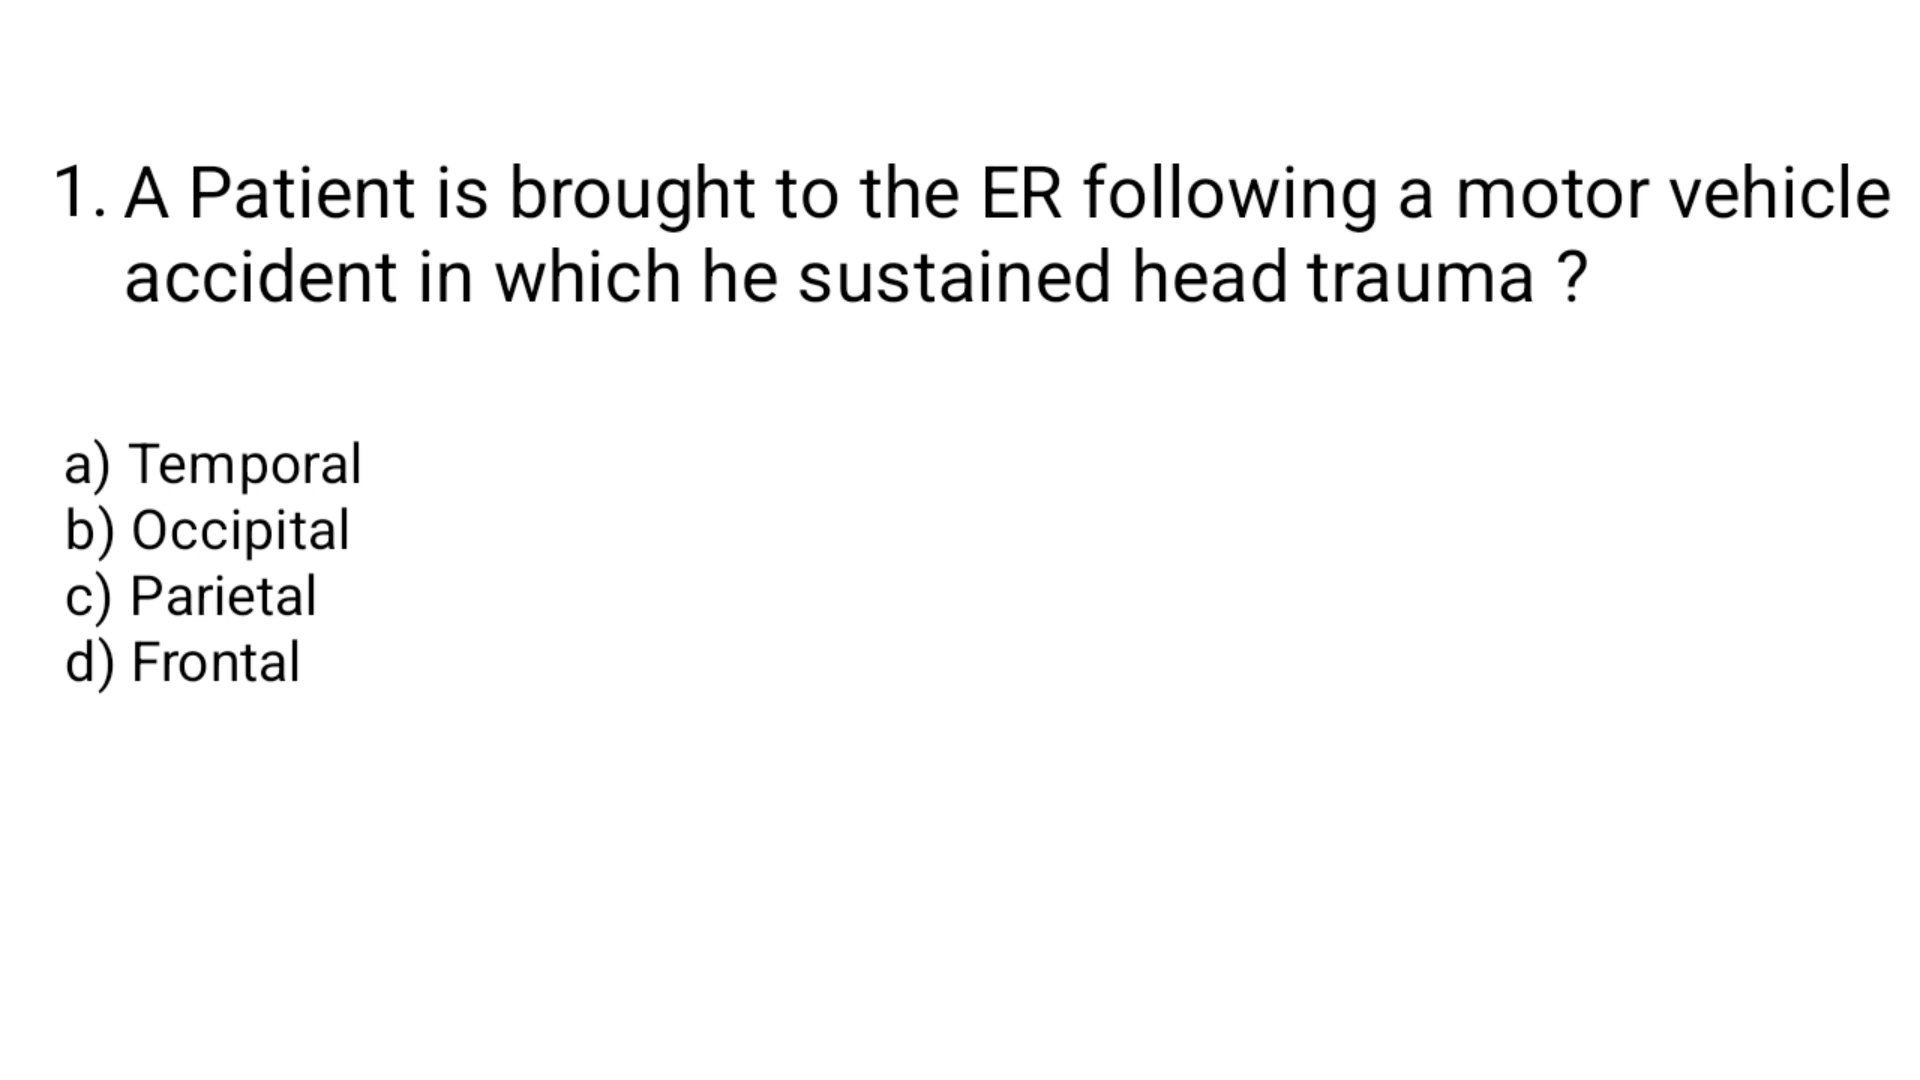 1. A Patient is brought to the ER following a motor vehicle
accident in which he sustained head trauma ?
a) Temporal
b) Occipital
c) Parietal
d) Frontal